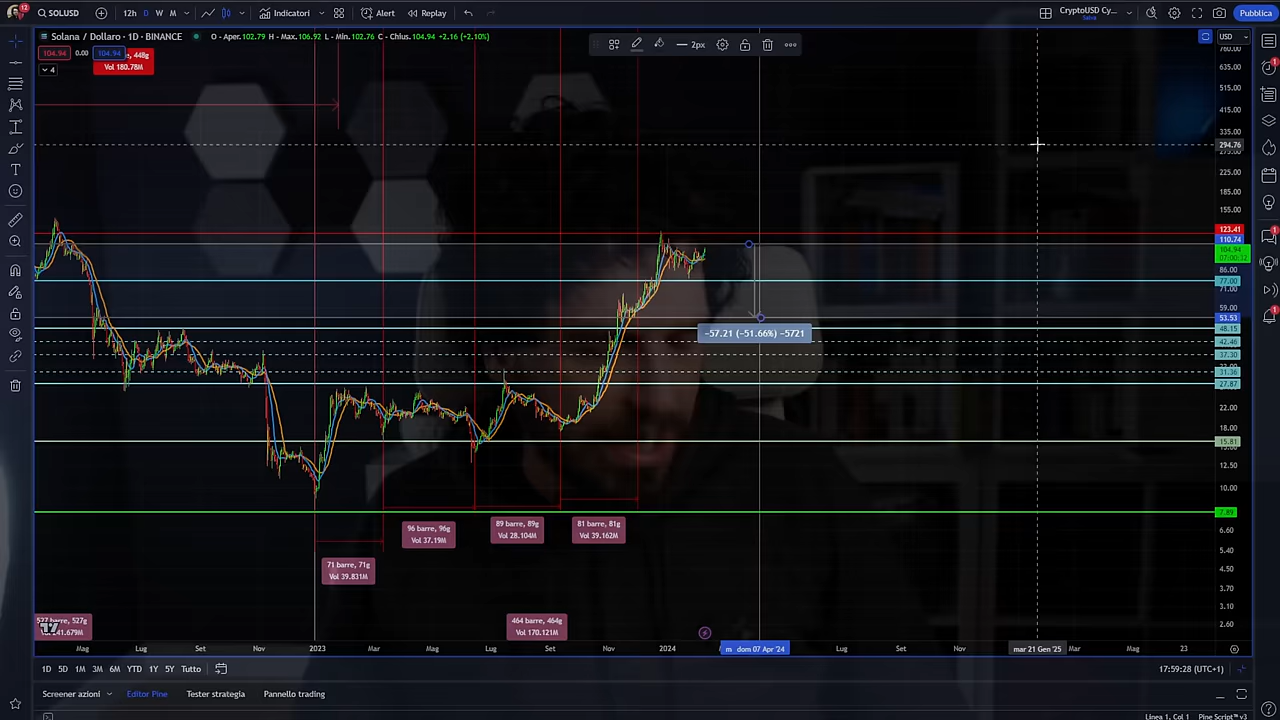 12
SOLUSD
12h D W M
Indicatori
Alert
Replay
CryptoUSD Cy...
Salva
Pubblica
Solana / Dollaro · 1D · BINANCE
O - Aper.102.79 H - Max.106.92 L - Min.102.76 C - Chius.104.94 +2.16 (+2.10%)
USD
104.94 0.00 104.94
, 448g
Vol 180.78M
4
2px
635.00
515.00
415.00
335.00
294.76
225.00
185.00
155.00
123.41
110.74
104.94
07:00:32
86.00
77.00
71.00
59.00
53.53
48.15
42.46
37.30
31.36
27.87
22.00
18.00
15.81
12.50
10.00
7.89
6.60
5.40
4.50
3.70
3.10
2.60
−57.21 (−51.66%) −5721
96 barre, 96g
Vol 37.19M
89 barre, 89g
Vol 28.104M
81 barre, 81g
Vol 39.162M
71 barre, 71g
Vol 39.831M
527 barre, 527g
41.679M
464 barre, 464g
Vol 170.121M
Mag Lug Set Nov 2023 Mar Mag Lug Set Nov 2024 dom 07 Apr '24 Lug Set Nov mar 21 Gen '25 Mar Mag 23
1D 5D 1M 3M 6M YTD 1Y 5Y Tutto
17:59:28 (UTC+1)
Screener azioni Editor Pine Tester strategia Pannello trading
Linea 1, Col 1 Pine Script™ v3